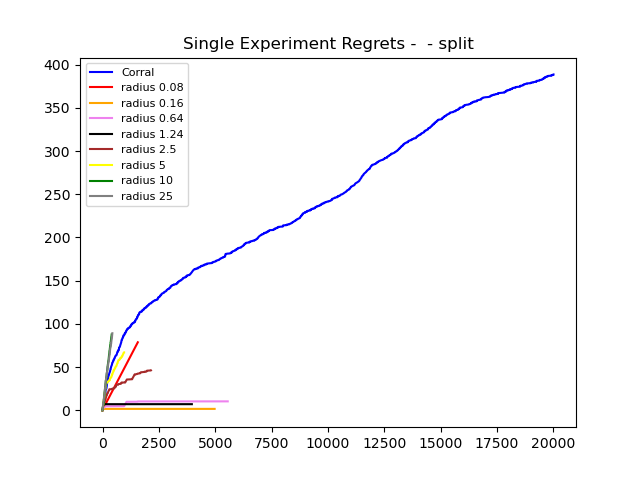 Single Experiment Regrets -  - split
400
350
300
250
200
150
100
50
0
Corral
radius 0.08
radius 0.16
radius 0.64
radius 1.24
radius 2.5
radius 5
radius 10
radius 25
0 2500 5000 7500 10000 12500 15000 17500 20000